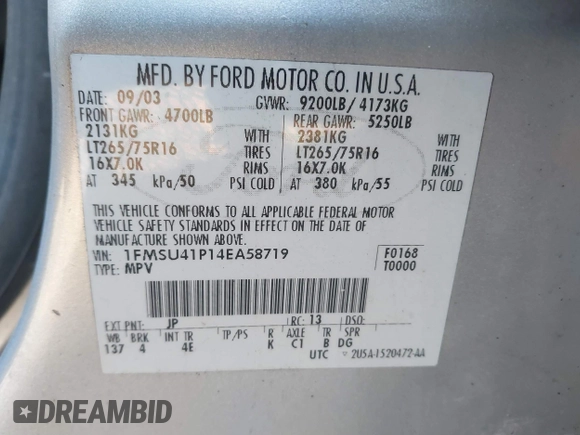 MFD. BY FORD MOTOR CO. IN U.S.A.
DATE: 09/03 GVWR: 9200LB / 4173KG
FRONT GAWR: 4700LB REAR GAWR: 5250LB
2131KG WITH 2381KG WITH
LT265/75R16 TIRES LT265/75R16 TIRES
16X7.0K RIMS 16X7.0K RIMS
AT 345 kPa/50 PSI COLD AT 380 kPa/55 PSI COLD
THIS VEHICLE CONFORMS TO ALL APPLICABLE FEDERAL MOTOR
VEHICLE SAFETY STANDARDS IN EFFECT ON THE DATE OF
MANUFACTURE SHOWN ABOVE.
VIN: 1FMSU41P14EA58719 F0168
TYPE: MPV T0000
EXT PNT: JP RC: 13 DSO:
WB BRK INT TR TP/PS R AXLE TR SPR
137 4 4E K C1 B DG
UTC 2U5A-1520472-AA
DREAMBID